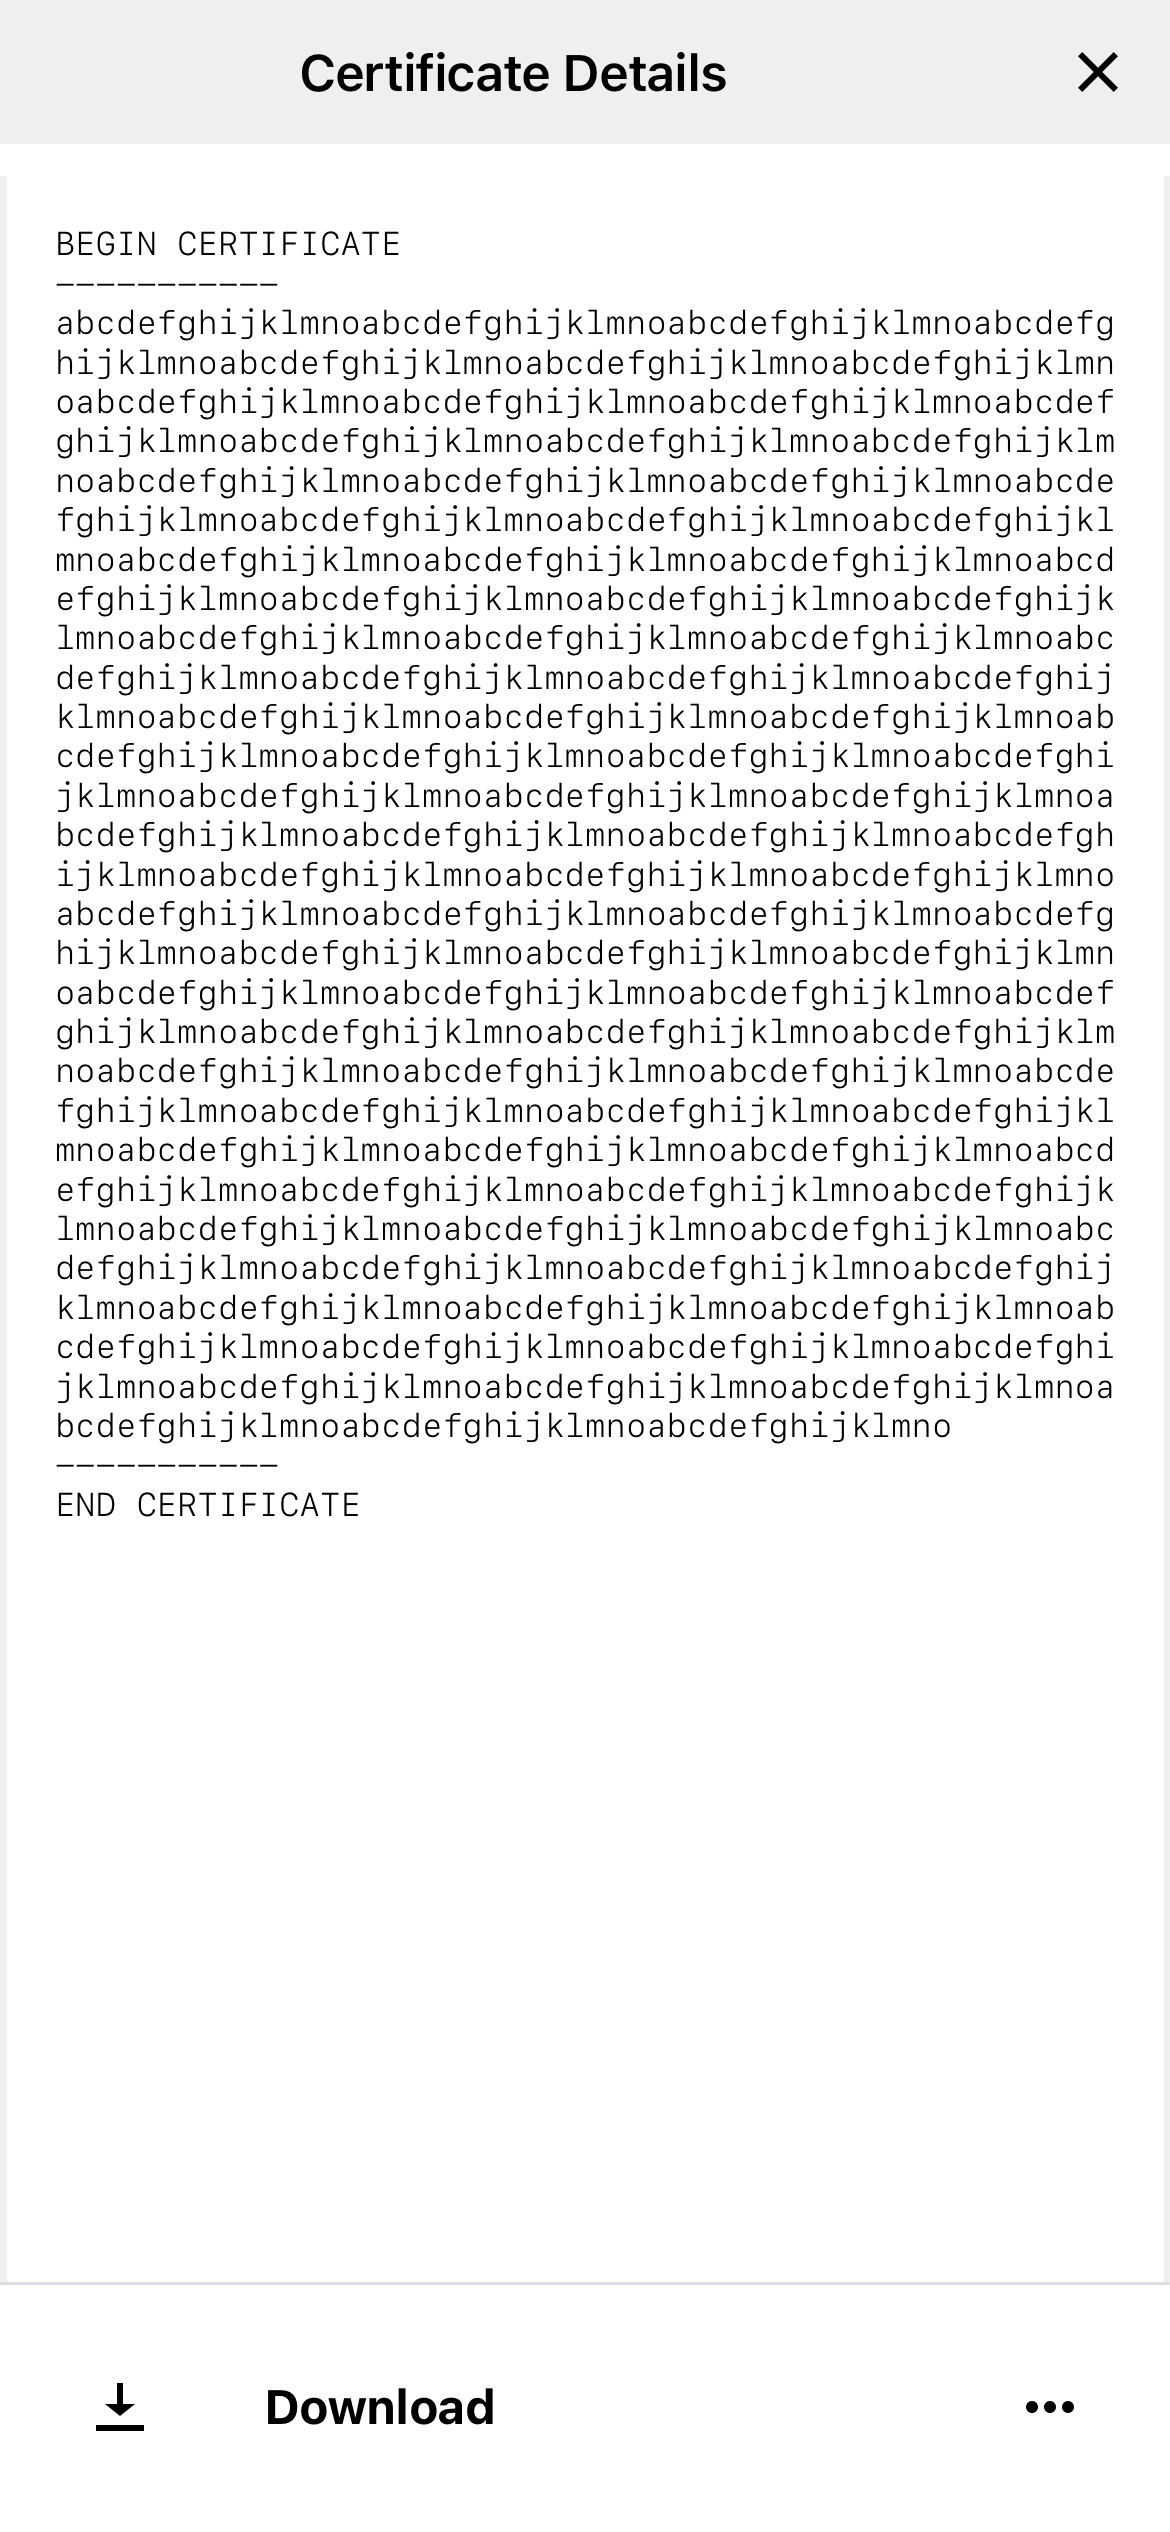 Certificate Details
BEGIN CERTIFICATE
-----------
abcdefghijklmnoabcdefghijklmnoabcdefghijklmnoabcdefg
hijklmnoabcdefghijklmnoabcdefghijklmnoabcdefghijklmn
oabcdefghijklmnoabcdefghijklmnoabcdefghijklmnoabcdef
ghijklmnoabcdefghijklmnoabcdefghijklmnoabcdefghijklm
noabcdefghijklmnoabcdefghijklmnoabcdefghijklmnoabcde
fghijklmnoabcdefghijklmnoabcdefghijklmnoabcdefghijkl
mnoabcdefghijklmnoabcdefghijklmnoabcdefghijklmnoabcd
efghijklmnoabcdefghijklmnoabcdefghijklmnoabcdefghijk
lmnoabcdefghijklmnoabcdefghijklmnoabcdefghijklmnoabc
defghijklmnoabcdefghijklmnoabcdefghijklmnoabcdefghij
klmnoabcdefghijklmnoabcdefghijklmnoabcdefghijklmnoab
cdefghijklmnoabcdefghijklmnoabcdefghijklmnoabcdefghi
jklmnoabcdefghijklmnoabcdefghijklmnoabcdefghijklmnoa
bcdefghijklmnoabcdefghijklmnoabcdefghijklmnoabcdefgh
ijklmnoabcdefghijklmnoabcdefghijklmnoabcdefghijklmno
abcdefghijklmnoabcdefghijklmnoabcdefghijklmnoabcdefg
hijklmnoabcdefghijklmnoabcdefghijklmnoabcdefghijklmn
oabcdefghijklmnoabcdefghijklmnoabcdefghijklmnoabcdef
ghijklmnoabcdefghijklmnoabcdefghijklmnoabcdefghijklm
noabcdefghijklmnoabcdefghijklmnoabcdefghijklmnoabcde
fghijklmnoabcdefghijklmnoabcdefghijklmnoabcdefghijkl
mnoabcdefghijklmnoabcdefghijklmnoabcdefghijklmnoabcd
efghijklmnoabcdefghijklmnoabcdefghijklmnoabcdefghijk
lmnoabcdefghijklmnoabcdefghijklmnoabcdefghijklmnoabc
defghijklmnoabcdefghijklmnoabcdefghijklmnoabcdefghij
klmnoabcdefghijklmnoabcdefghijklmnoabcdefghijklmnoab
cdefghijklmnoabcdefghijklmnoabcdefghijklmnoabcdefghi
jklmnoabcdefghijklmnoabcdefghijklmnoabcdefghijklmnoa
bcdefghijklmnoabcdefghijklmnoabcdefghijklmno
-----------
END CERTIFICATE
Download